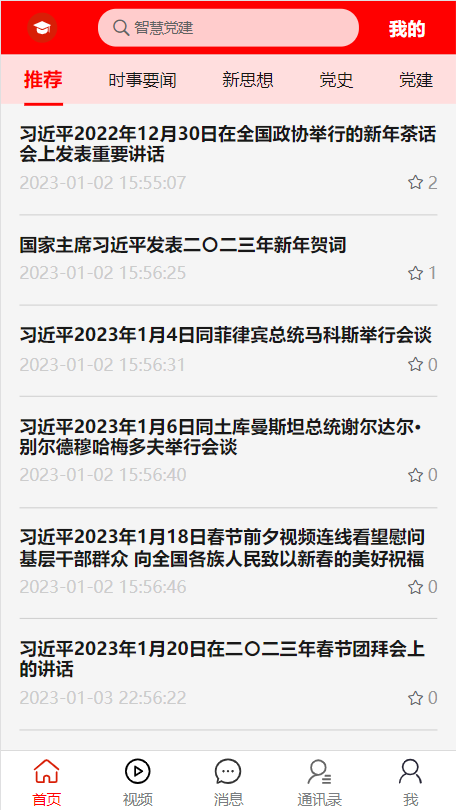 智慧党建
我的
推荐 时事要闻 新思想 党史 党建
习近平2022年12月30日在全国政协举行的新年茶话
会上发表重要讲话
2023-01-02 15:55:07 2
国家主席习近平发表二〇二三年新年贺词
2023-01-02 15:56:25 1
习近平2023年1月4日同菲律宾总统马科斯举行会谈
2023-01-02 15:56:31 0
习近平2023年1月6日同土库曼斯坦总统谢尔达尔·
别尔德穆哈梅多夫举行会谈
2023-01-02 15:56:40 0
习近平2023年1月18日春节前夕视频连线看望慰问
基层干部群众 向全国各族人民致以新春的美好祝福
2023-01-02 15:56:46 0
习近平2023年1月20日在二〇二三年春节团拜会上
的讲话
2023-01-03 22:56:22 0
首页 视频 消息 通讯录 我